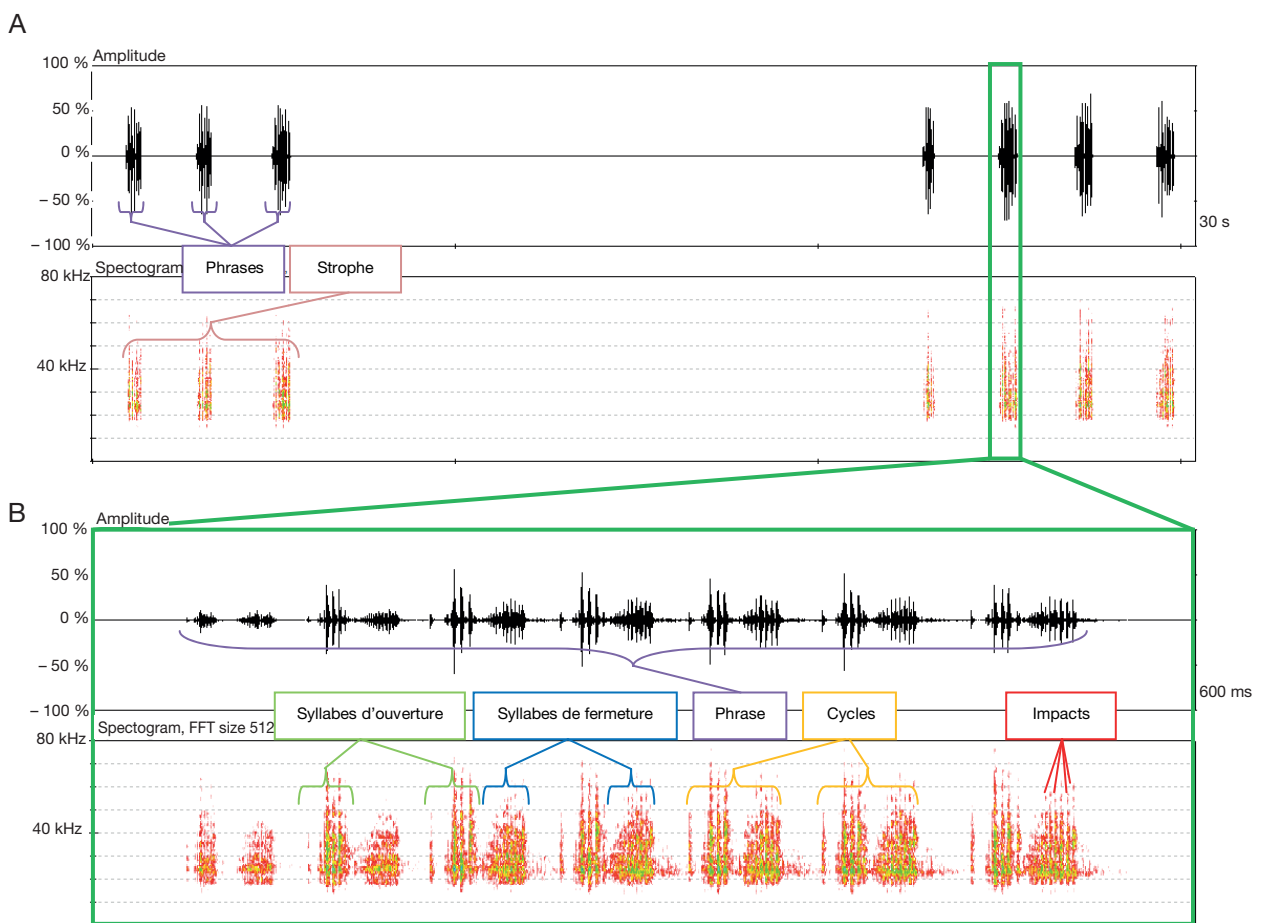 A
Amplitude
100 %
50 %
0 %
– 50 %
– 100 %
30 s
Phrases
Strophe
Spectogram
80 kHz
40 kHz
B
Amplitude
100 %
50 %
0 %
– 50 %
– 100 %
600 ms
Syllabes d’ouverture
Syllabes de fermeture
Phrase
Cycles
Impacts
Spectogram, FFT size 512
80 kHz
40 kHz